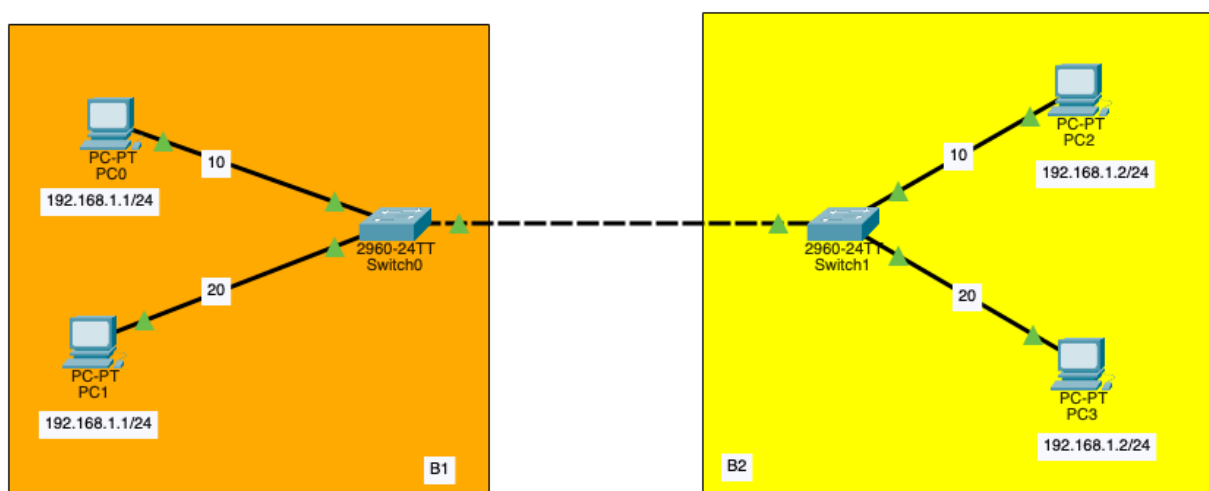 PC-PT
PC0
192.168.1.1/24
10
2960-24TT
Switch0
20
PC-PT
PC1
192.168.1.1/24
B1
PC-PT
PC2
192.168.1.2/24
10
2960-24TT
Switch1
20
PC-PT
PC3
192.168.1.2/24
B2